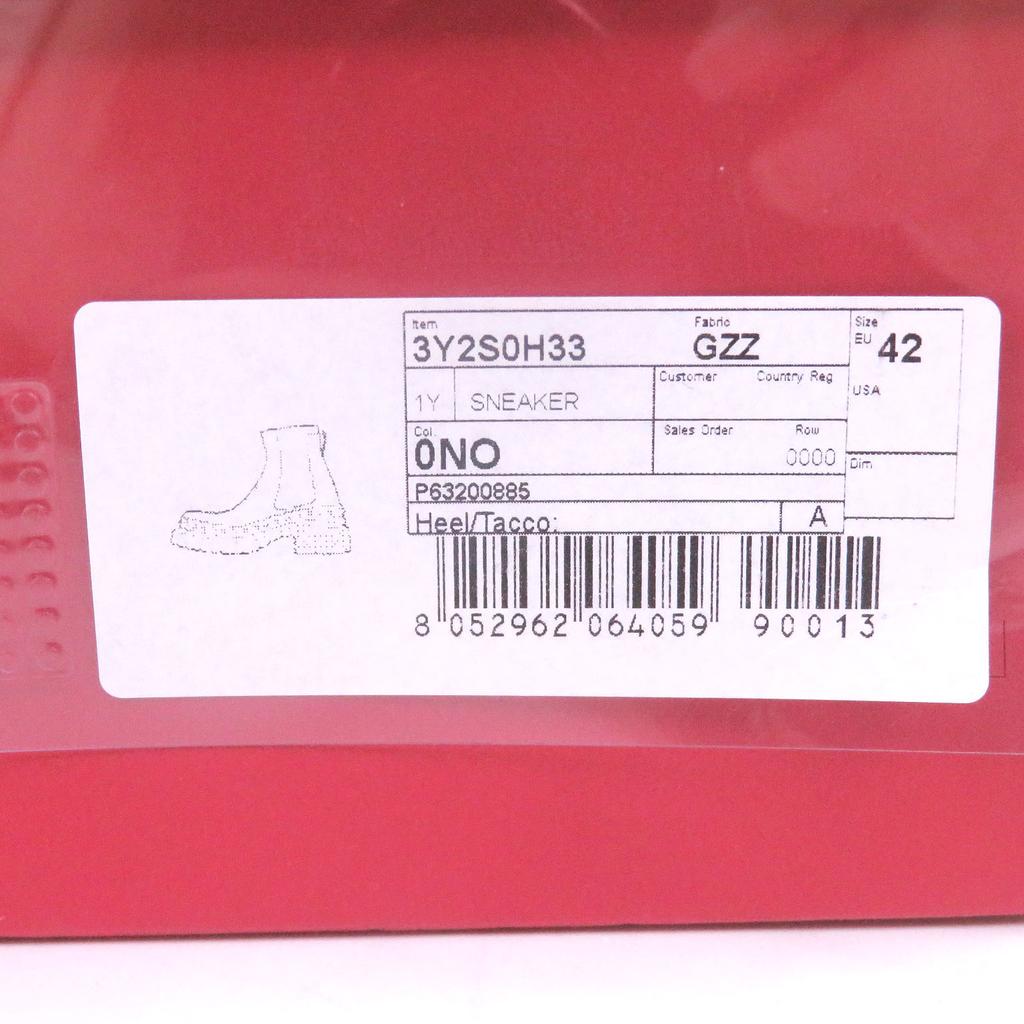 Item Fabric Size
3Y2S0H33 GZZ EU 42
Customer Country Reg USA
1Y SNEAKER
Col. Sales Order Row
0NO 0000 Dim
P63200885
Heel/Tacco: A
8 052962 064059 90013